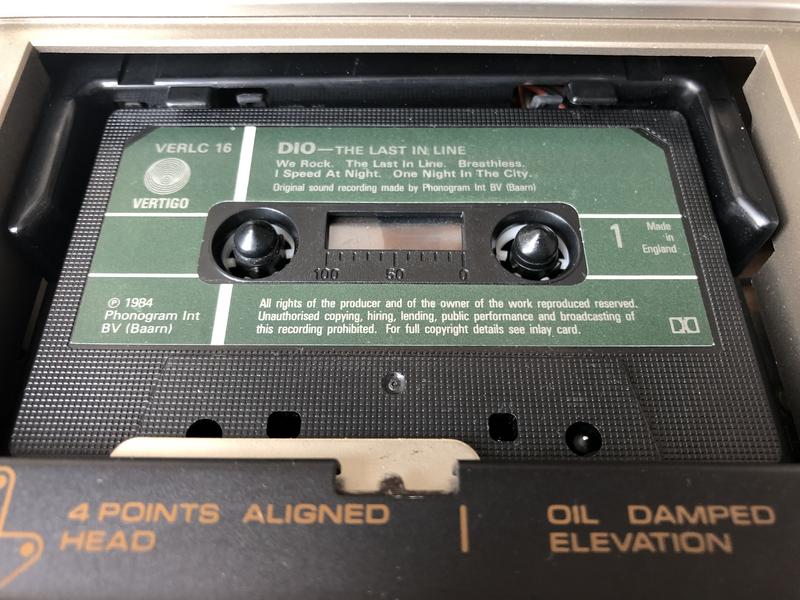 VERLC 16
VERTIGO
DIO—THE LAST IN LINE
We Rock. The Last In Line. Breathless.
I Speed At Night. One Night In The City.
Original sound recording made by Phonogram Int BV (Baarn)
100 50 0
1
Made
in
England
℗ 1984
Phonogram Int
BV (Baarn)
All rights of the producer and of the owner of the work reproduced reserved.
Unauthorised copying, hiring, lending, public performance and broadcasting of
this recording prohibited. For full copyright details see inlay card.
4 POINTS ALIGNED
HEAD
OIL DAMPED
ELEVATION